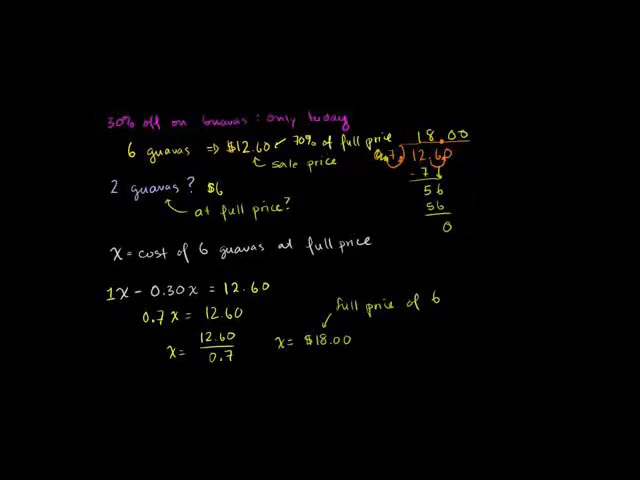 30% off on Guavas: Only today
6 guavas ⇒ $12.60 ← 70% of full price
sale price
2 guavas? $6
at full price?
x = cost of 6 guavas at full price
1x - 0.30x = 12.60
0.7x = 12.60
x = 12.60 / 0.7
x = $18.00
full price of 6
18.00
0.7. 12.60
- 7
56
56
0